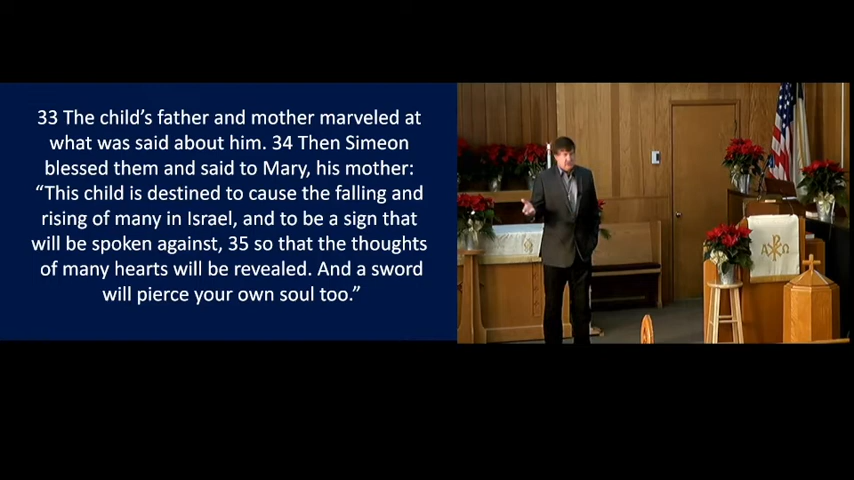 33 The child’s father and mother marveled at
what was said about him. 34 Then Simeon
blessed them and said to Mary, his mother:
“This child is destined to cause the falling and
rising of many in Israel, and to be a sign that
will be spoken against, 35 so that the thoughts
of many hearts will be revealed. And a sword
will pierce your own soul too.”
Α Ω